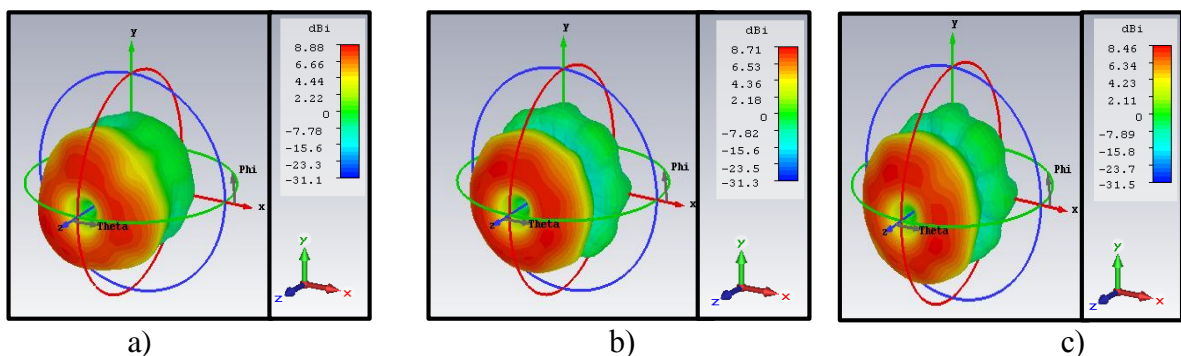 y
Phi
x
z
Theta
dBi
8.88
6.66
4.44
2.22
0
-7.78
-15.6
-23.3
-31.1
y
z
x
a)
y
Phi
x
z
Theta
dBi
8.71
6.53
4.36
2.18
0
-7.82
-15.6
-23.5
-31.3
y
z
x
b)
y
Phi
x
z
Theta
dBi
8.46
6.34
4.23
2.11
0
-7.89
-15.8
-23.7
-31.5
y
z
x
c)